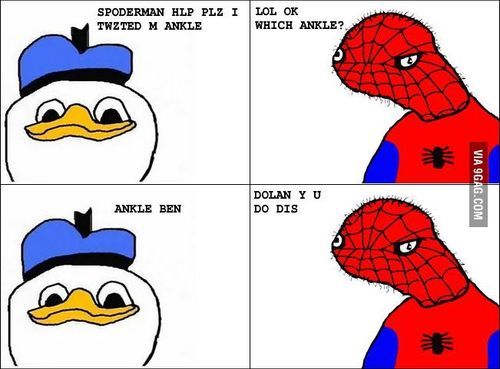 SPODERMAN HLP PLZ I
TWZTED M ANKLE
LOL OK
WHICH ANKLE?
ANKLE BEN
DOLAN Y U
DO DIS
VIA 9GAG.COM